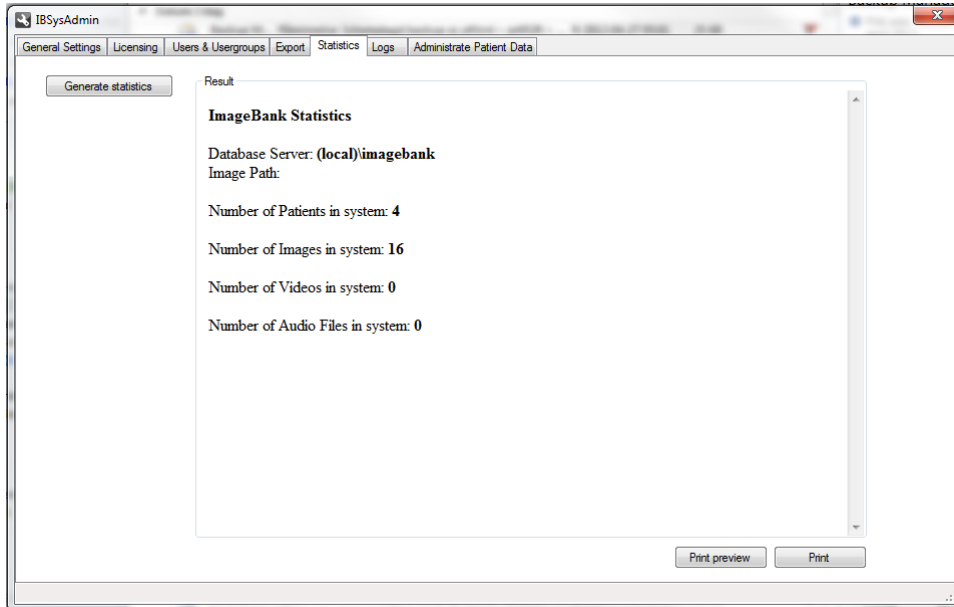 IBSysAdmin
General Settings Licensing Users & Usergroups Export Statistics Logs Administrate Patient Data
Generate statistics
Result
ImageBank Statistics
Database Server: (local)\imagebank
Image Path:
Number of Patients in system: 4
Number of Images in system: 16
Number of Videos in system: 0
Number of Audio Files in system: 0
Print preview Print